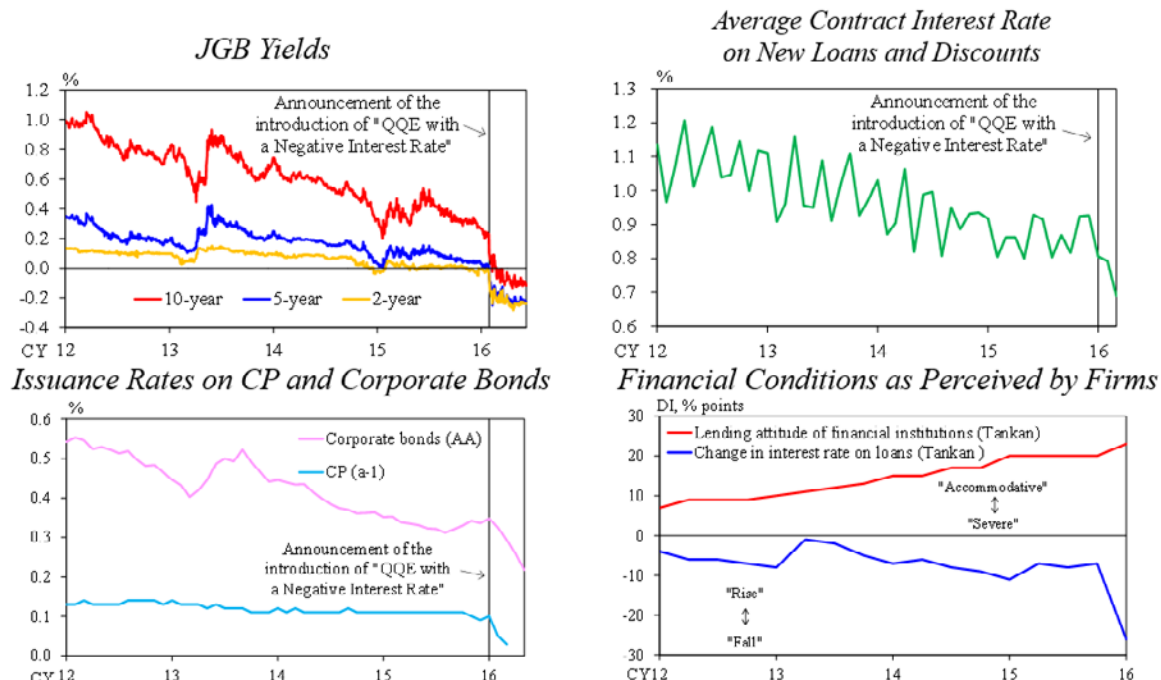 JGB Yields
%
1.2
1.0
0.8
0.6
0.4
0.2
0.0
-0.2
-0.4
Announcement of the
introduction of "QQE with
a Negative Interest Rate"
10-year
5-year
2-year
CY 12
13
14
15
16
Average Contract Interest Rate
on New Loans and Discounts
%
1.3
1.2
1.1
1.0
0.9
0.8
0.7
0.6
Announcement of the
introduction of "QQE with
a Negative Interest Rate"
CY 12
13
14
15
16
Issuance Rates on CP and Corporate Bonds
%
0.6
0.5
0.4
0.3
0.2
0.1
0.0
Corporate bonds (AA)
CP (a-1)
Announcement of the
introduction of "QQE with
a Negative Interest Rate"
CY 12
13
14
15
16
Financial Conditions as Perceived by Firms
DI, % points
30
20
10
0
-10
-20
-30
Lending attitude of financial institutions (Tankan)
Change in interest rate on loans (Tankan )
"Accommodative"
"Severe"
"Rise"
"Fall"
CY12
13
14
15
16